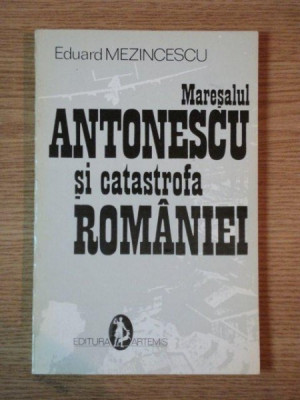 Eduard MEZINCESCU
Mareşalul
ANTONESCU
şi catastrofa
ROMÂNIEI
EDITURA ARTEMIS